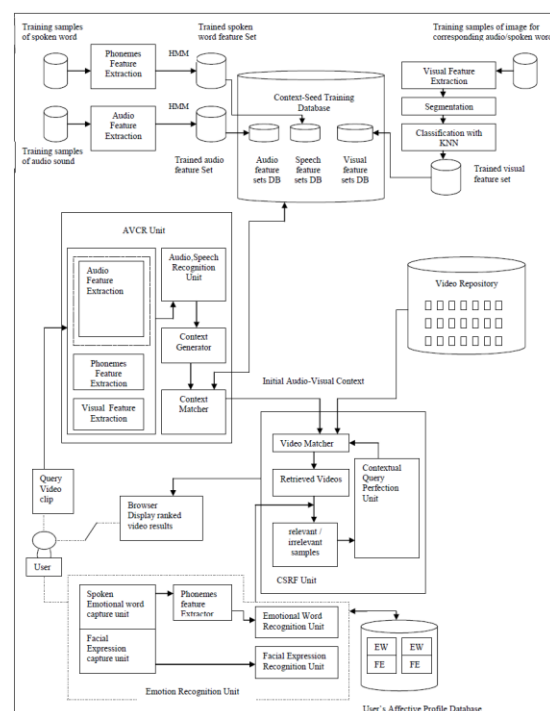 Training samples
of spoken word
Phonemes
Feature
Extraction
HMM
Trained spoken
word feature Set
Training samples of image for
corresponding audio/spoken word
Visual Feature
Extraction
Segmentation
Classification with
KNN
Trained visual
feature set
Training samples
of audio sound
Audio
Feature
Extraction
HMM
Trained audio
feature Set
Context-Seed Training
Database
Audio
feature
sets DB
Speech
feature
sets DB
Visual
feature
sets DB
AVCR Unit
Audio
Feature
Extraction
Phonemes
Feature
Extraction
Visual Feature
Extraction
Audio,Speech
Recognition
Unit
Context
Generator
Context
Matcher
Video Repository
Initial Audio-Visual Context
Video Matcher
Retrieved Videos
relevant /
irrelevant
samples
Contextual
Query
Perfection
Unit
CSRF Unit
Query
Video
clip
Browser
Display ranked
video results
User
Spoken
Emotional word
capture unit
Facial
Expression
capture unit
Phonemes
feature
Extractor
Emotional Word
Recognition Unit
Facial Expression
Recognition Unit
Emotion Recognition Unit
EW
FE
EW
FE
User's Affective Profile Database